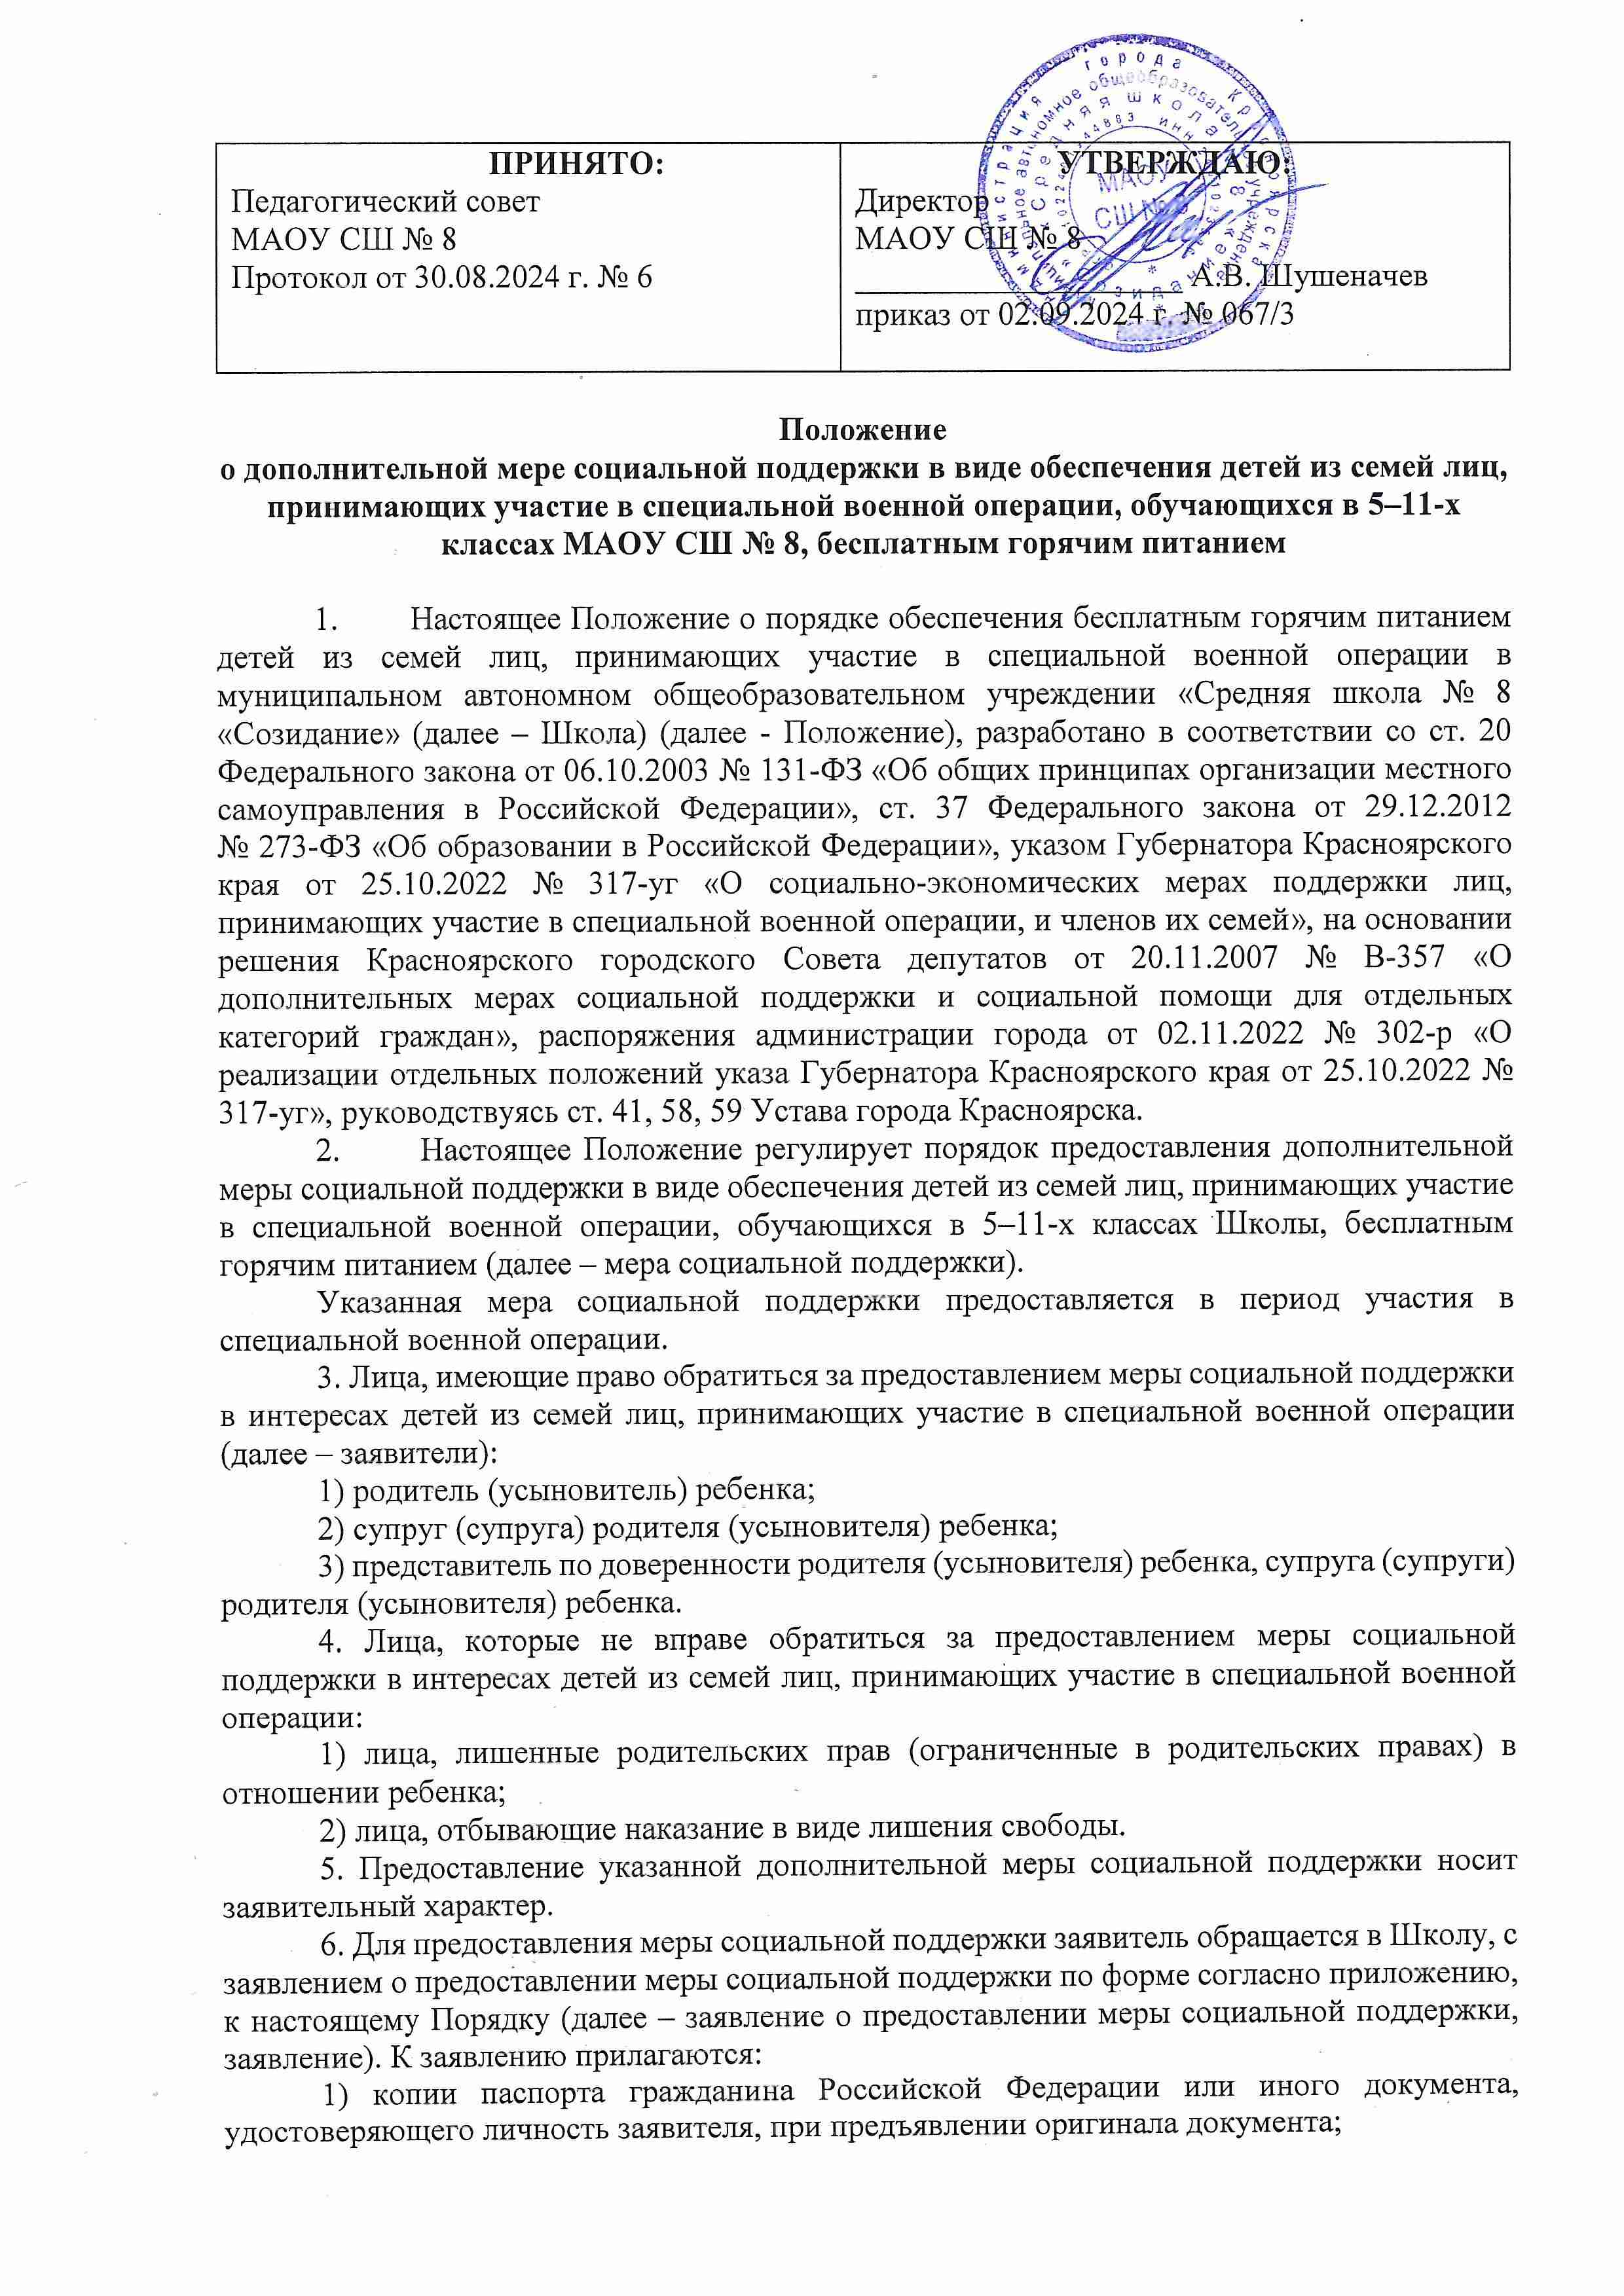 ПРИНЯТО:
Педагогический совет
МАОУ СШ № 8
Протокол от 30.08.2024 г. № 6
УТВЕРЖДАЮ:
Директор
МАОУ СШ № 8
А.В. Шушеначев
приказ от 02.09.2024 г. № 067/3
города Красноярска
Средняя школа
МАОУ
СШ № 8
Положение
о дополнительной мере социальной поддержки в виде обеспечения детей из семей лиц,
принимающих участие в специальной военной операции, обучающихся в 5–11-х
классах МАОУ СШ № 8, бесплатным горячим питанием
1. Настоящее Положение о порядке обеспечения бесплатным горячим питанием
детей из семей лиц, принимающих участие в специальной военной операции в
муниципальном автономном общеобразовательном учреждении «Средняя школа № 8
«Созидание» (далее – Школа) (далее - Положение), разработано в соответствии со ст. 20
Федерального закона от 06.10.2003 № 131-ФЗ «Об общих принципах организации местного
самоуправления в Российской Федерации», ст. 37 Федерального закона от 29.12.2012
№ 273-ФЗ «Об образовании в Российской Федерации», указом Губернатора Красноярского
края от 25.10.2022 № 317-уг «О социально-экономических мерах поддержки лиц,
принимающих участие в специальной военной операции, и членов их семей», на основании
решения Красноярского городского Совета депутатов от 20.11.2007 № В-357 «О
дополнительных мерах социальной поддержки и социальной помощи для отдельных
категорий граждан», распоряжения администрации города от 02.11.2022 № 302-р «О
реализации отдельных положений указа Губернатора Красноярского края от 25.10.2022 №
317-уг», руководствуясь ст. 41, 58, 59 Устава города Красноярска.
2. Настоящее Положение регулирует порядок предоставления дополнительной
меры социальной поддержки в виде обеспечения детей из семей лиц, принимающих участие
в специальной военной операции, обучающихся в 5–11-х классах Школы, бесплатным
горячим питанием (далее – мера социальной поддержки).
Указанная мера социальной поддержки предоставляется в период участия в
специальной военной операции.
3. Лица, имеющие право обратиться за предоставлением меры социальной поддержки
в интересах детей из семей лиц, принимающих участие в специальной военной операции
(далее – заявители):
1) родитель (усыновитель) ребенка;
2) супруг (супруга) родителя (усыновителя) ребенка;
3) представитель по доверенности родителя (усыновителя) ребенка, супруга (супруги)
родителя (усыновителя) ребенка.
4. Лица, которые не вправе обратиться за предоставлением меры социальной
поддержки в интересах детей из семей лиц, принимающих участие в специальной военной
операции:
1) лица, лишенные родительских прав (ограниченные в родительских правах) в
отношении ребенка;
2) лица, отбывающие наказание в виде лишения свободы.
5. Предоставление указанной дополнительной меры социальной поддержки носит
заявительный характер.
6. Для предоставления меры социальной поддержки заявитель обращается в Школу, с
заявлением о предоставлении меры социальной поддержки по форме согласно приложению,
к настоящему Порядку (далее – заявление о предоставлении меры социальной поддержки,
заявление). К заявлению прилагаются:
1) копии паспорта гражданина Российской Федерации или иного документа,
удостоверяющего личность заявителя, при предъявлении оригинала документа;